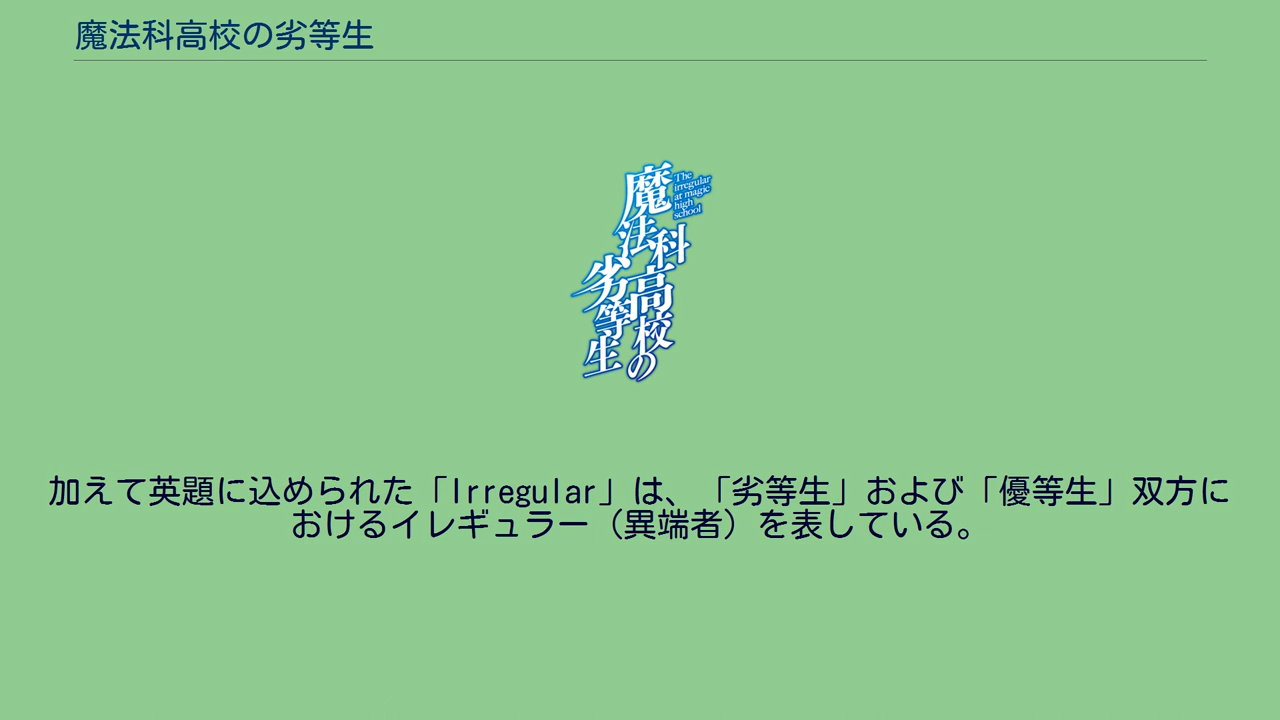 魔法科高校の劣等生
魔法科高校の
劣等生
The
irregular
at magic
high
school
加えて英題に込められた「Irregular」は、「劣等生」および「優等生」双方に
おけるイレギュラー（異端者）を表している。